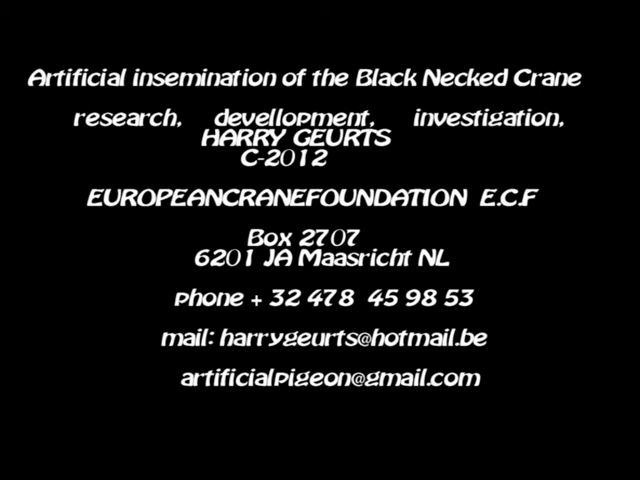 Artificial insemination of the Black Necked Crane
research, devellopment, investigation,
HARRY GEURTS
C-2012
EUROPEANCRANEFOUNDATION E.C.F
Box 2707
6201 JA Maasricht NL
phone + 32 478 45 98 53
mail: harrygeurts@hotmail.be
artificialpigeon@gmail.com